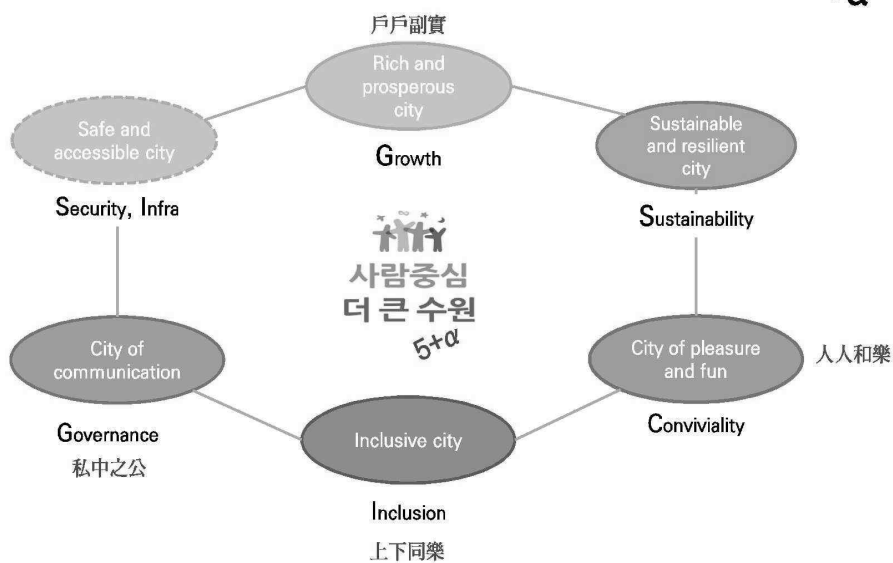 α
戶戶副實
Rich and
prosperous
city
Growth
Safe and
accessible city
Security, Infra
Sustainable
and resilient
city
Sustainability
사람중심
더 큰 수원
5+α
City of
communication
Governance
私中之公
City of pleasure
and fun
人人和樂
Conviviality
Inclusive city
Inclusion
上下同樂